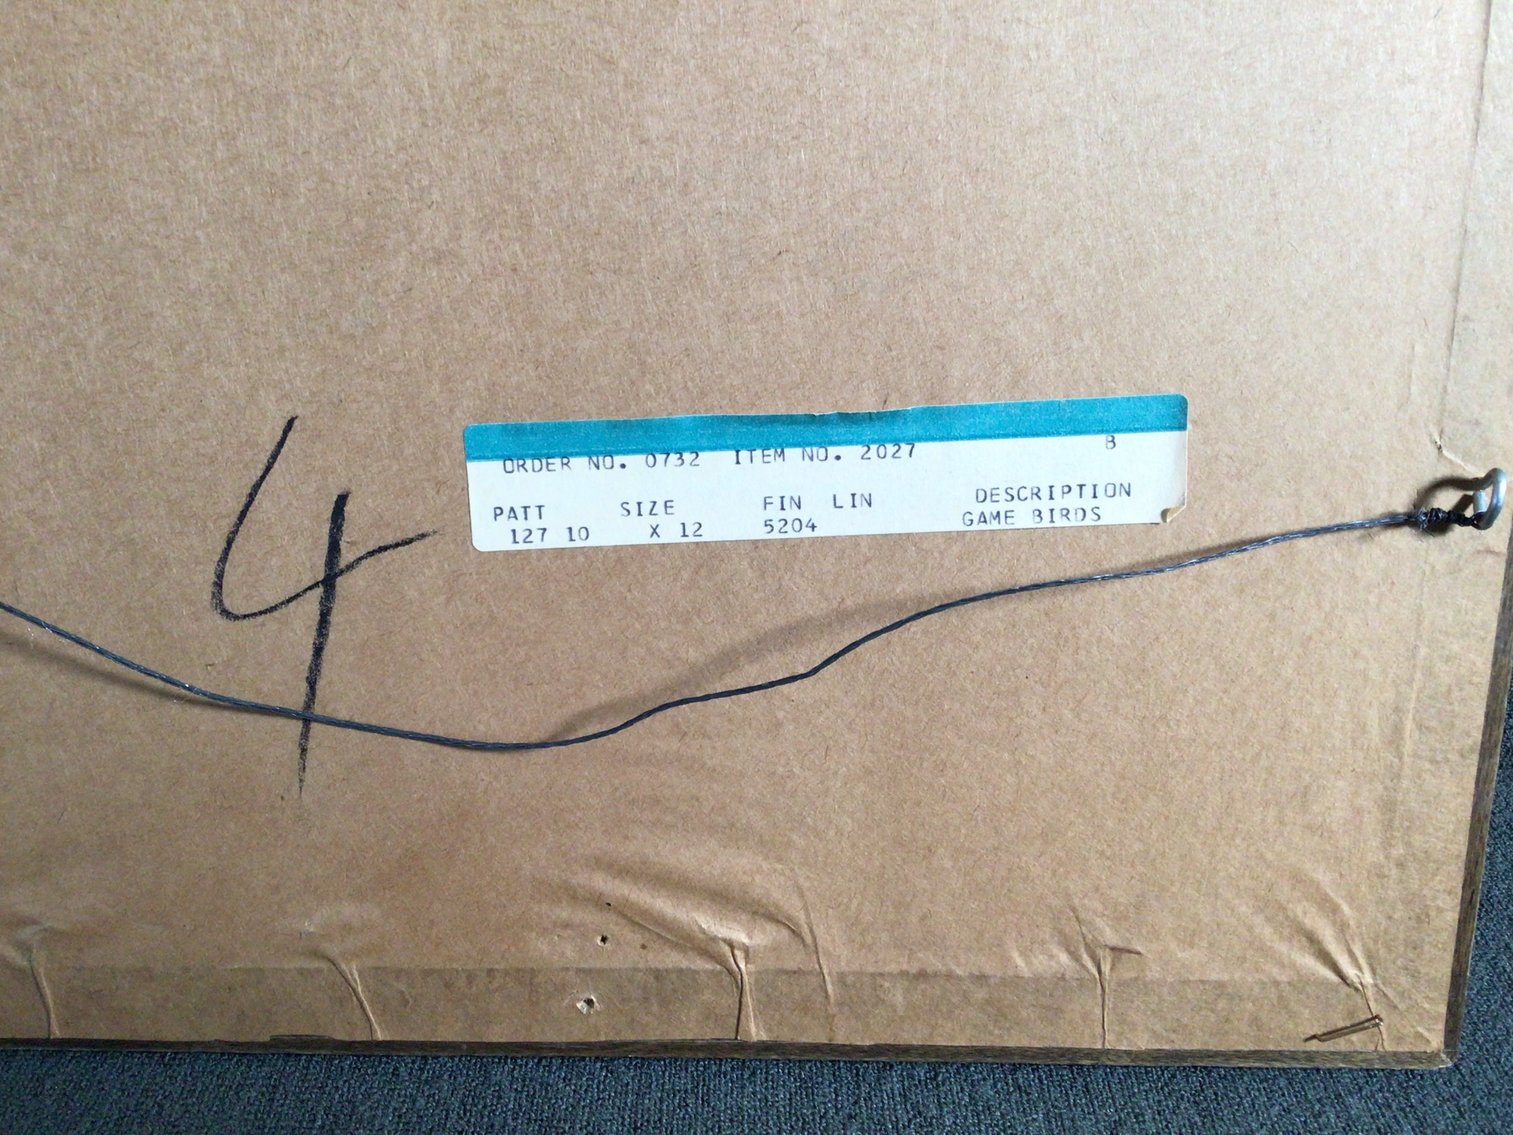 4
ORDER NO. 0732 ITEM NO. 2027 B
PATT SIZE FIN LIN DESCRIPTION
127 10 X 12 5204 GAME BIRDS